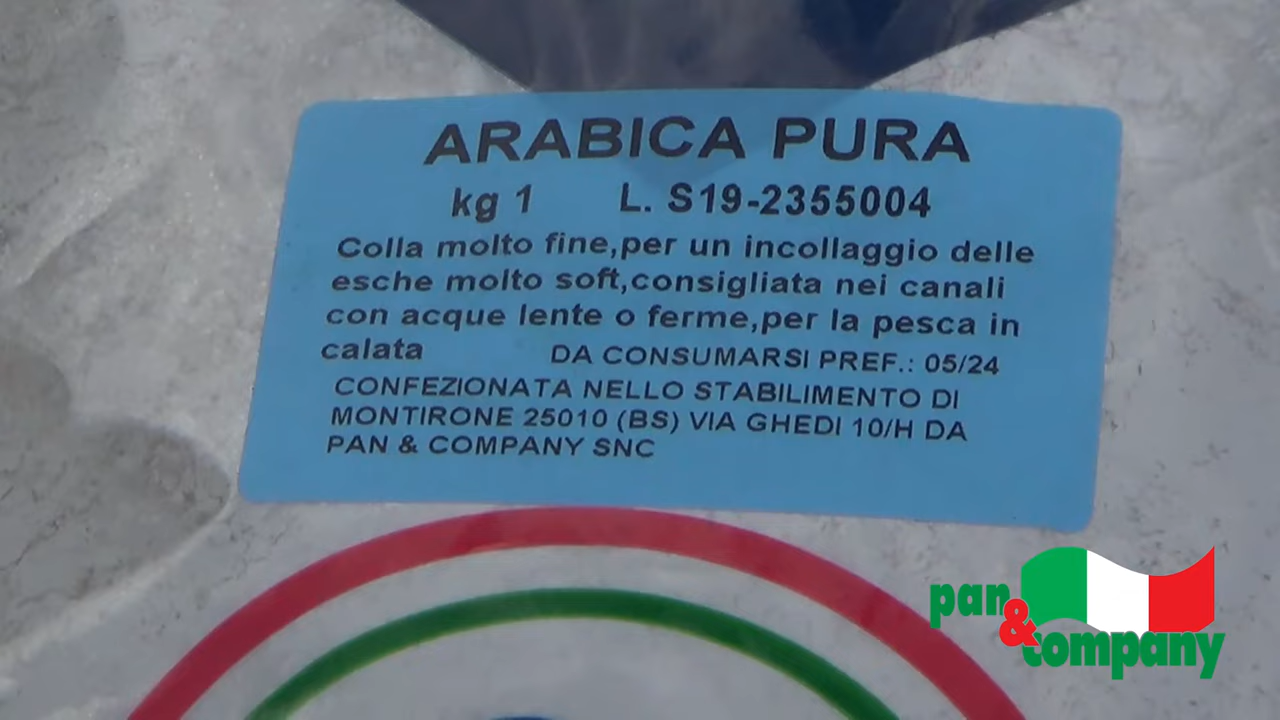 ARABICA PURA
kg 1 L. S19-2355004
Colla molto fine,per un incollaggio delle
esche molto soft,consigliata nei canali
con acque lente o ferme,per la pesca in
calata DA CONSUMARSI PREF.: 05/24
CONFEZIONATA NELLO STABILIMENTO DI
MONTIRONE 25010 (BS) VIA GHEDI 10/H DA
PAN & COMPANY SNC
pan
&
company